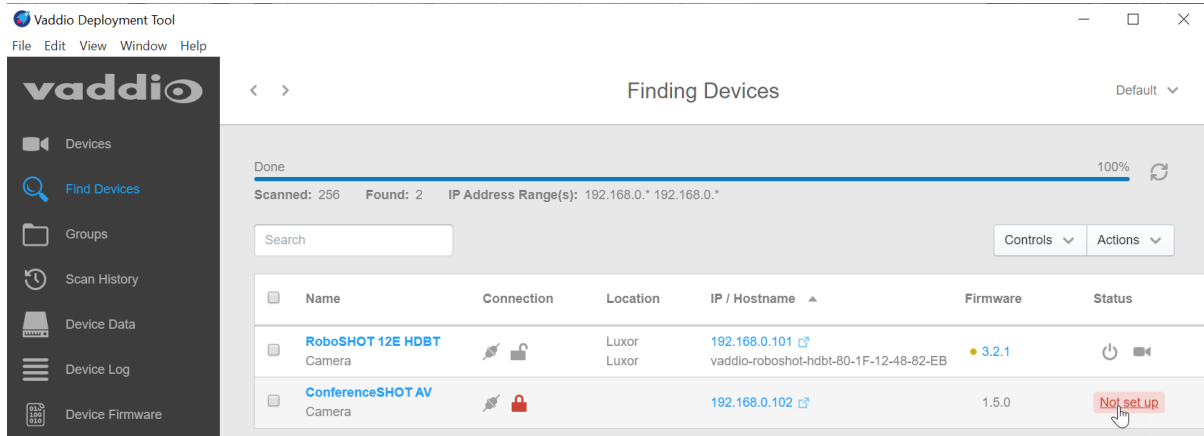 Vaddio Deployment Tool
File Edit View Window Help
vaddio
Finding Devices
Default
Devices
Find Devices
Groups
Scan History
Device Data
Device Log
Device Firmware
Done
100%
Scanned: 256 Found: 2 IP Address Range(s): 192.168.0.* 192.168.0.*
Search
Controls
Actions
Name Connection Location IP / Hostname Firmware Status
RoboSHOT 12E HDBT Luxor 192.168.0.101
Camera Luxor vaddio-roboshot-hdbt-80-1F-12-48-82-EB
3.2.1
ConferenceSHOT AV
Camera
192.168.0.102 1.5.0 Not set up